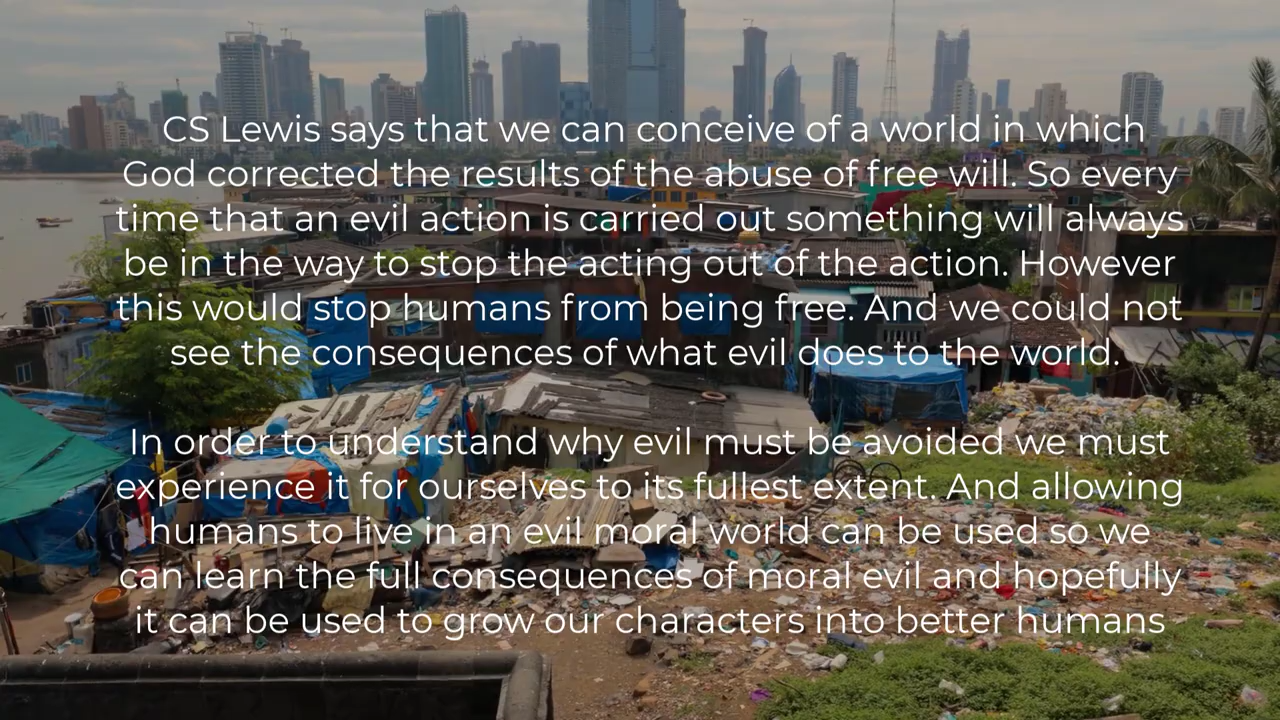 CS Lewis says that we can conceive of a world in which
God corrected the results of the abuse of free will. So every
time that an evil action is carried out something will always
be in the way to stop the acting out of the action. However
this would stop humans from being free. And we could not
see the consequences of what evil does to the world.
In order to understand why evil must be avoided we must
experience it for ourselves to its fullest extent. And allowing
humans to live in an evil moral world can be used so we
can learn the full consequences of moral evil and hopefully
it can be used to grow our characters into better humans